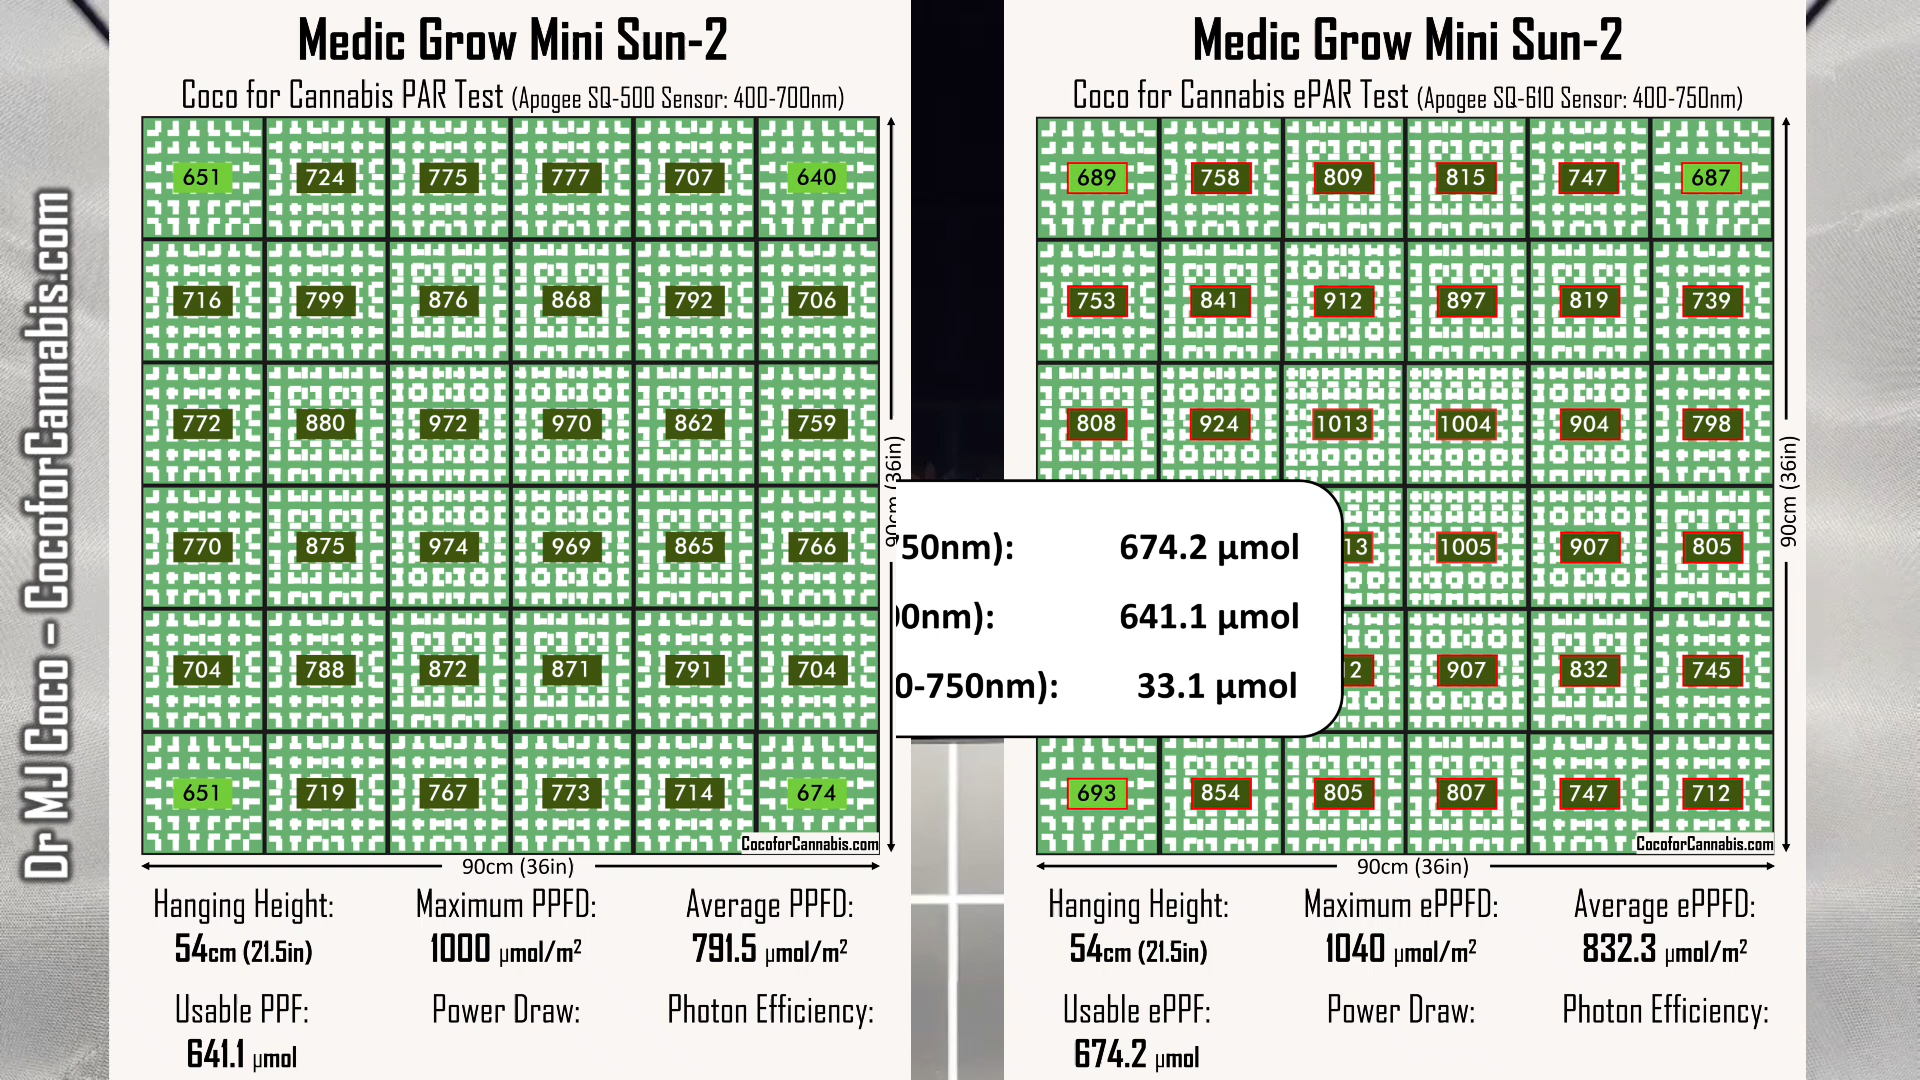 Dr MJ Coco – CocoforCannabis.com
Medic Grow Mini Sun-2
Coco for Cannabis PAR Test (Apogee SQ-500 Sensor: 400-700nm)
651 724 775 777 707 640
716 799 876 868 792 706
772 880 972 970 862 759
770 875 974 969 865 766
704 788 872 871 791 704
651 719 767 773 714 674
CocoforCannabis.com
90cm (36in)
90cm (36in)
Hanging Height: Maximum PPFD: Average PPFD:
54cm (21.5in) 1000 µmol/m² 791.5 µmol/m²
Usable PPF: Power Draw: Photon Efficiency:
641.1 µmol
50nm): 674.2 µmol
0nm): 641.1 µmol
0-750nm): 33.1 µmol
Medic Grow Mini Sun-2
Coco for Cannabis ePAR Test (Apogee SQ-610 Sensor: 400-750nm)
689 758 809 815 747 687
753 841 912 897 819 739
808 924 1013 1004 904 798
13 1005 907 805
12 907 832 745
693 854 805 807 747 712
CocoforCannabis.com
90cm (36in)
90cm (36in)
Hanging Height: Maximum ePPFD: Average ePPFD:
54cm (21.5in) 1040 µmol/m² 832.3 µmol/m²
Usable ePPF: Power Draw: Photon Efficiency:
674.2 µmol